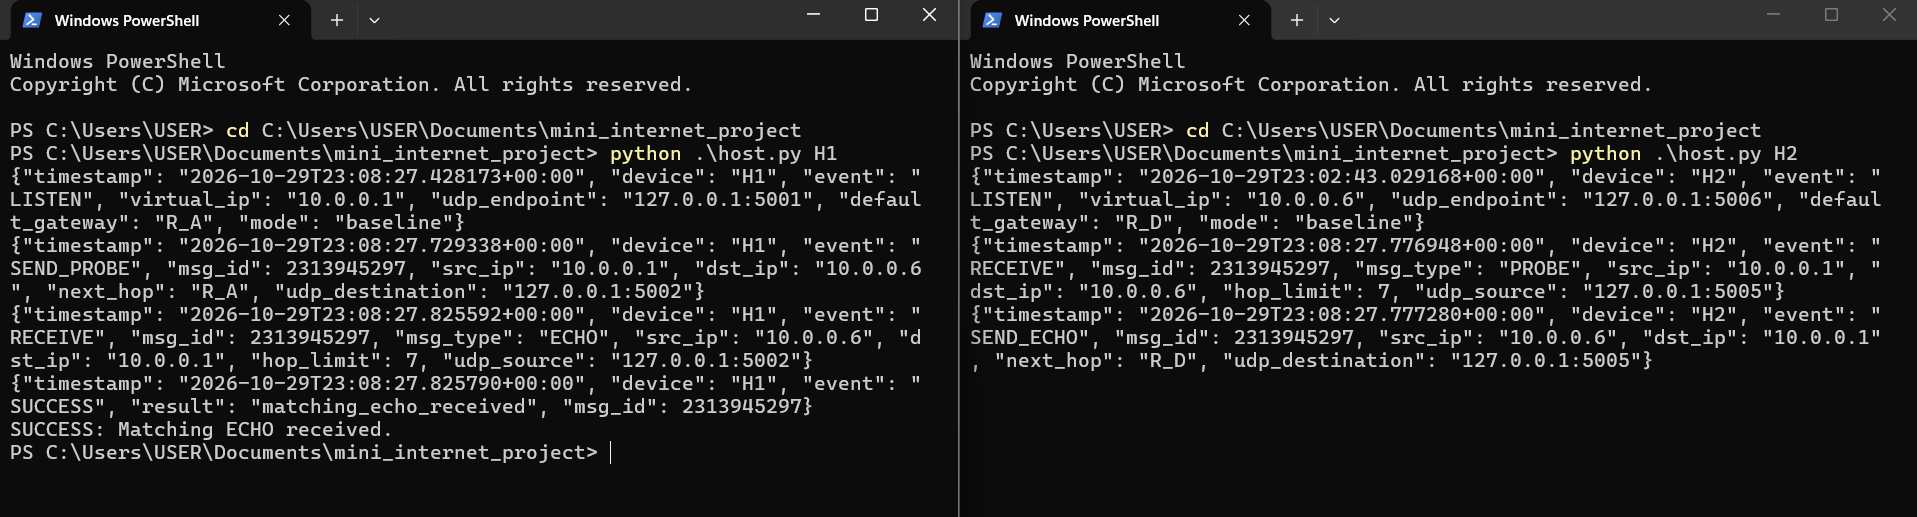 Windows PowerShell
Windows PowerShell
Copyright (C) Microsoft Corporation. All rights reserved.
PS C:\Users\USER> cd C:\Users\USER\Documents\mini_internet_project
PS C:\Users\USER\Documents\mini_internet_project> python .\host.py H1
{"timestamp": "2026-10-29T23:08:27.428173+00:00", "device": "H1", "event": "
LISTEN", "virtual_ip": "10.0.0.1", "udp_endpoint": "127.0.0.1:5001", "defaul
t_gateway": "R_A", "mode": "baseline"}
{"timestamp": "2026-10-29T23:08:27.729338+00:00", "device": "H1", "event": "
SEND_PROBE", "msg_id": 2313945297, "src_ip": "10.0.0.1", "dst_ip": "10.0.0.6
", "next_hop": "R_A", "udp_destination": "127.0.0.1:5002"}
{"timestamp": "2026-10-29T23:08:27.825592+00:00", "device": "H1", "event": "
RECEIVE", "msg_id": 2313945297, "msg_type": "ECHO", "src_ip": "10.0.0.6", "d
st_ip": "10.0.0.1", "hop_limit": 7, "udp_source": "127.0.0.1:5002"}
{"timestamp": "2026-10-29T23:08:27.825790+00:00", "device": "H1", "event": "
SUCCESS", "result": "matching_echo_received", "msg_id": 2313945297}
SUCCESS: Matching ECHO received.
PS C:\Users\USER\Documents\mini_internet_project>
Windows PowerShell
Windows PowerShell
Copyright (C) Microsoft Corporation. All rights reserved.
PS C:\Users\USER> cd C:\Users\USER\Documents\mini_internet_project
PS C:\Users\USER\Documents\mini_internet_project> python .\host.py H2
{"timestamp": "2026-10-29T23:02:43.029168+00:00", "device": "H2", "event": "
LISTEN", "virtual_ip": "10.0.0.6", "udp_endpoint": "127.0.0.1:5006", "defaul
t_gateway": "R_D", "mode": "baseline"}
{"timestamp": "2026-10-29T23:08:27.776948+00:00", "device": "H2", "event": "
RECEIVE", "msg_id": 2313945297, "msg_type": "PROBE", "src_ip": "10.0.0.1", "
dst_ip": "10.0.0.6", "hop_limit": 7, "udp_source": "127.0.0.1:5005"}
{"timestamp": "2026-10-29T23:08:27.777280+00:00", "device": "H2", "event": "
SEND_ECHO", "msg_id": 2313945297, "src_ip": "10.0.0.6", "dst_ip": "10.0.0.1"
, "next_hop": "R_D", "udp_destination": "127.0.0.1:5005"}